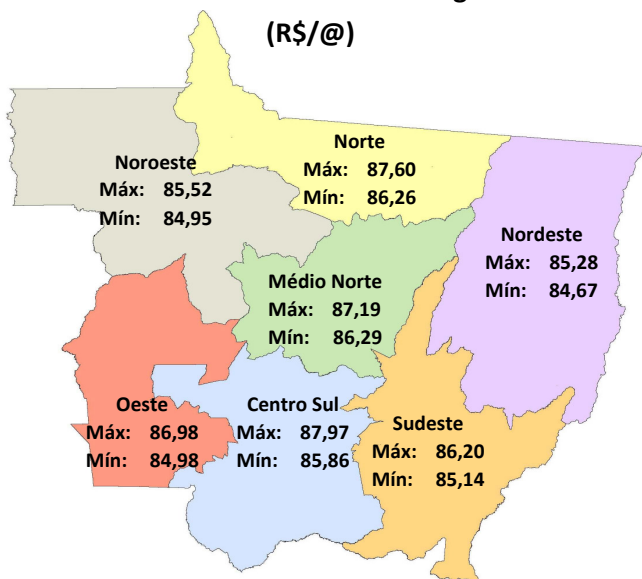 (R$/@)
Norte
Máx: 87,60
Mín: 86,26
Noroeste
Máx: 85,52
Mín: 84,95
Nordeste
Máx: 85,28
Mín: 84,67
Médio Norte
Máx: 87,19
Mín: 86,29
Oeste
Máx: 86,98
Mín: 84,98
Centro Sul
Máx: 87,97
Mín: 85,86
Sudeste
Máx: 86,20
Mín: 85,14